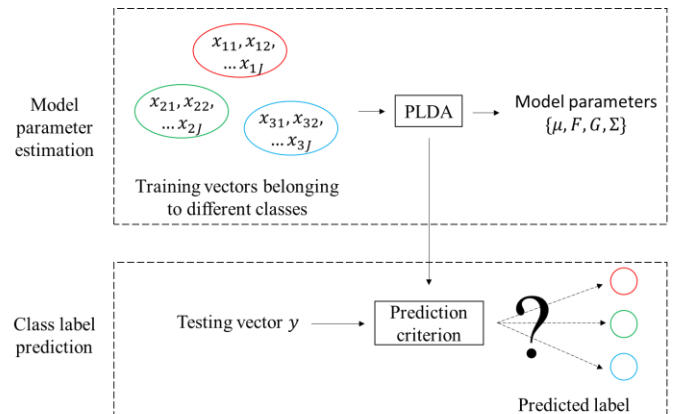 Model
parameter
estimation
x₁₁, x₁₂,
… x₁J
x₂₁, x₂₂,
… x₂J
x₃₁, x₃₂,
… x₃J
Training vectors belonging
to different classes
PLDA
Model parameters
{μ, F, G, Σ}
Class label
prediction
Testing vector y
Prediction
criterion
?
Predicted label